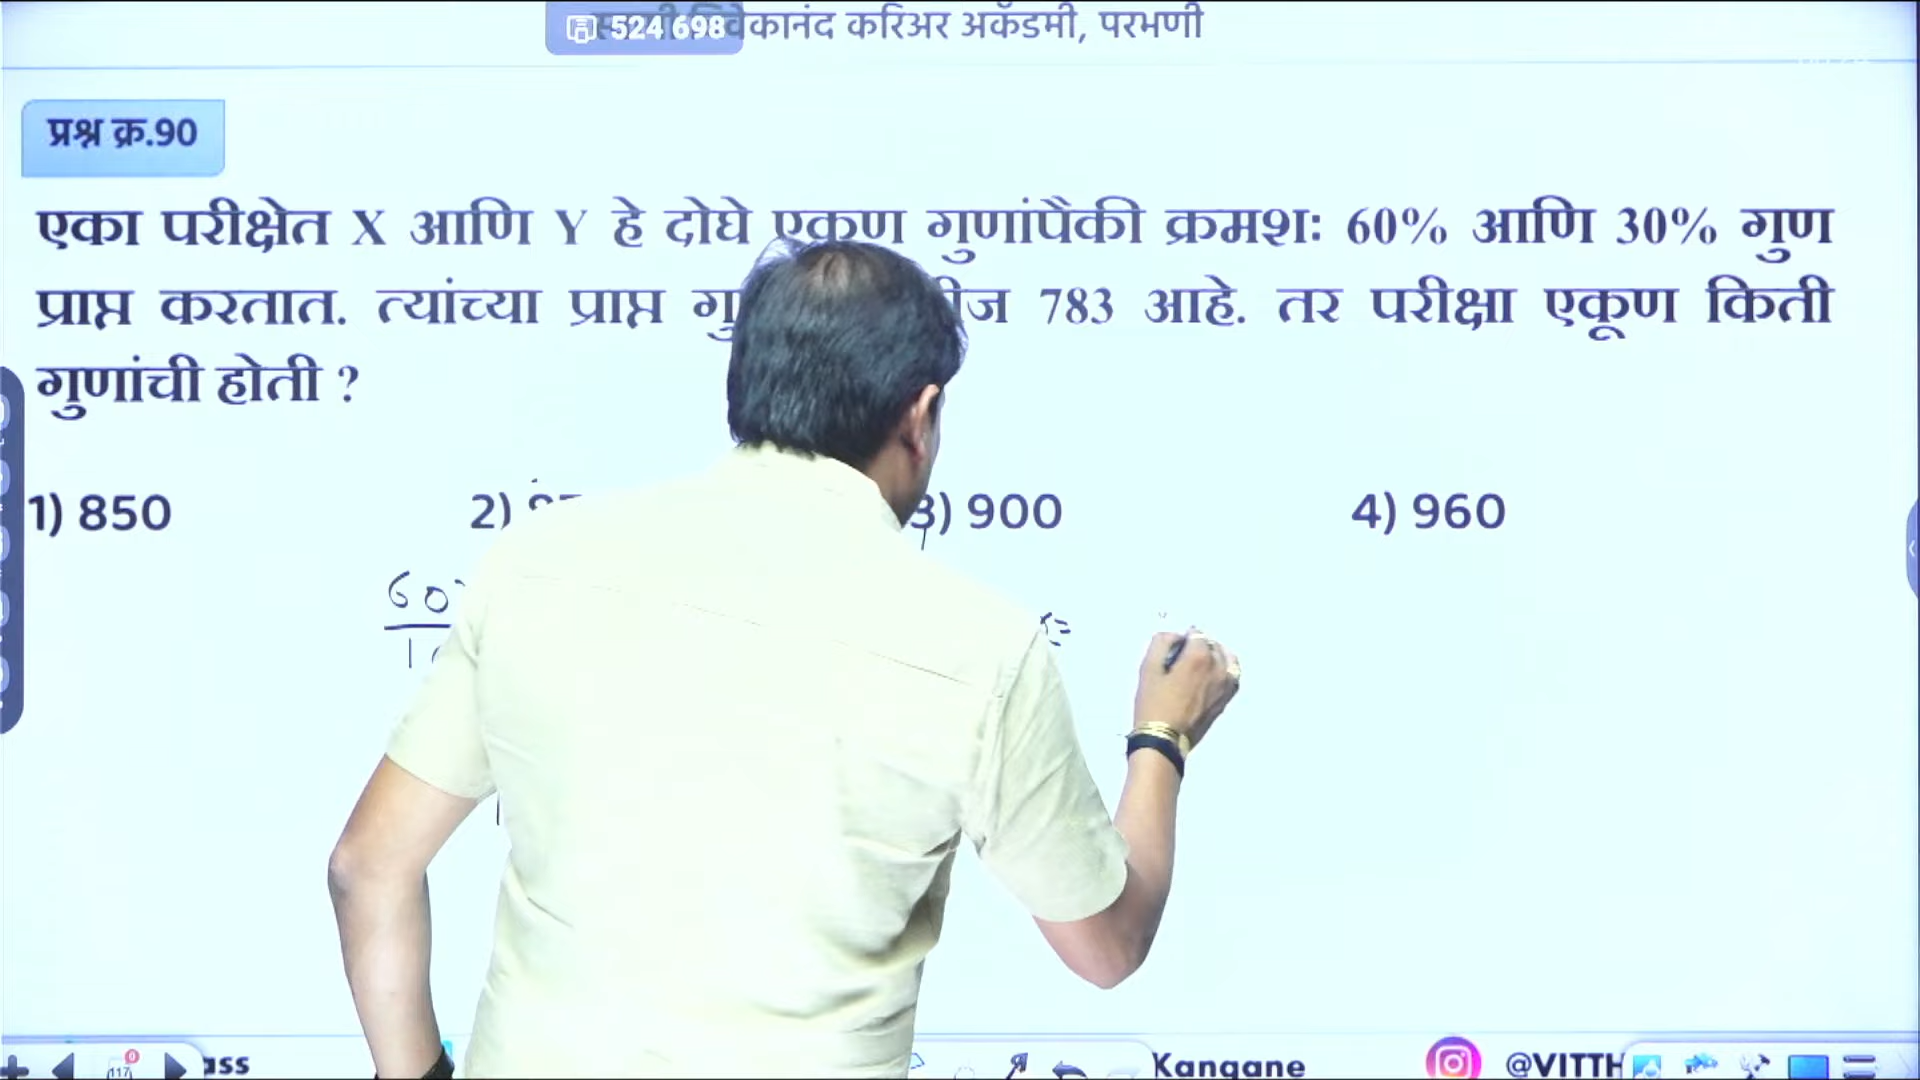 524 698
वेकानंद करिअर अकॅडमी, परभणी
प्रश्न क्र.90
एका परीक्षेत X आणि Y हे दोघे एकूण गुणांपैकी क्रमशः 60% आणि 30% गुण
प्राप्त करतात. त्यांच्या प्राप्त गु ीज 783 आहे. तर परीक्षा एकूण किती
गुणांची होती ?
1) 850 2) 3) 900 4) 960
60
x=
Kangane @VITTH
117